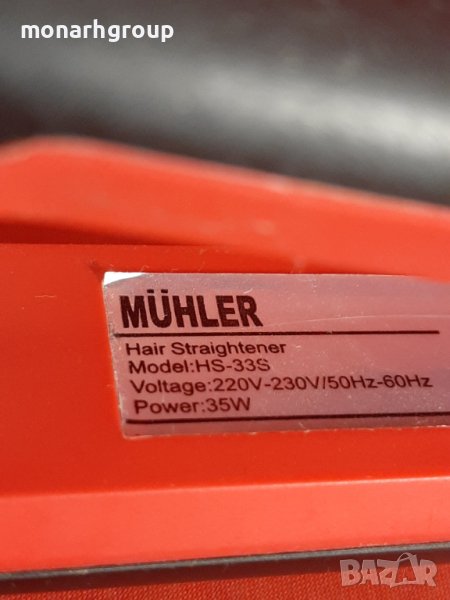 monarhgroup
MÜHLER
Hair Straightener
Model:HS-33S
Voltage:220V-230V/50Hz-60Hz
Power:35W
BAZAR